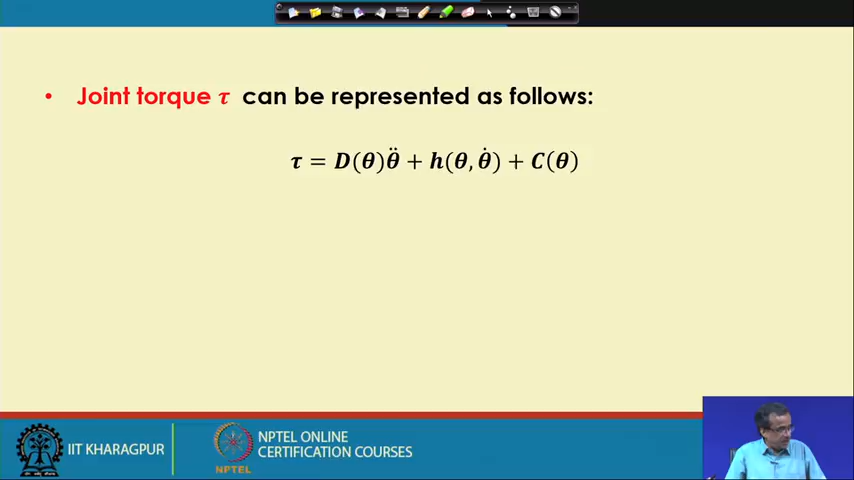 • Joint torque τ can be represented as follows:
τ = D(θ)θ̈ + h(θ, θ̇) + C(θ)
IIT KHARAGPUR
NPTEL
NPTEL ONLINE
CERTIFICATION COURSES